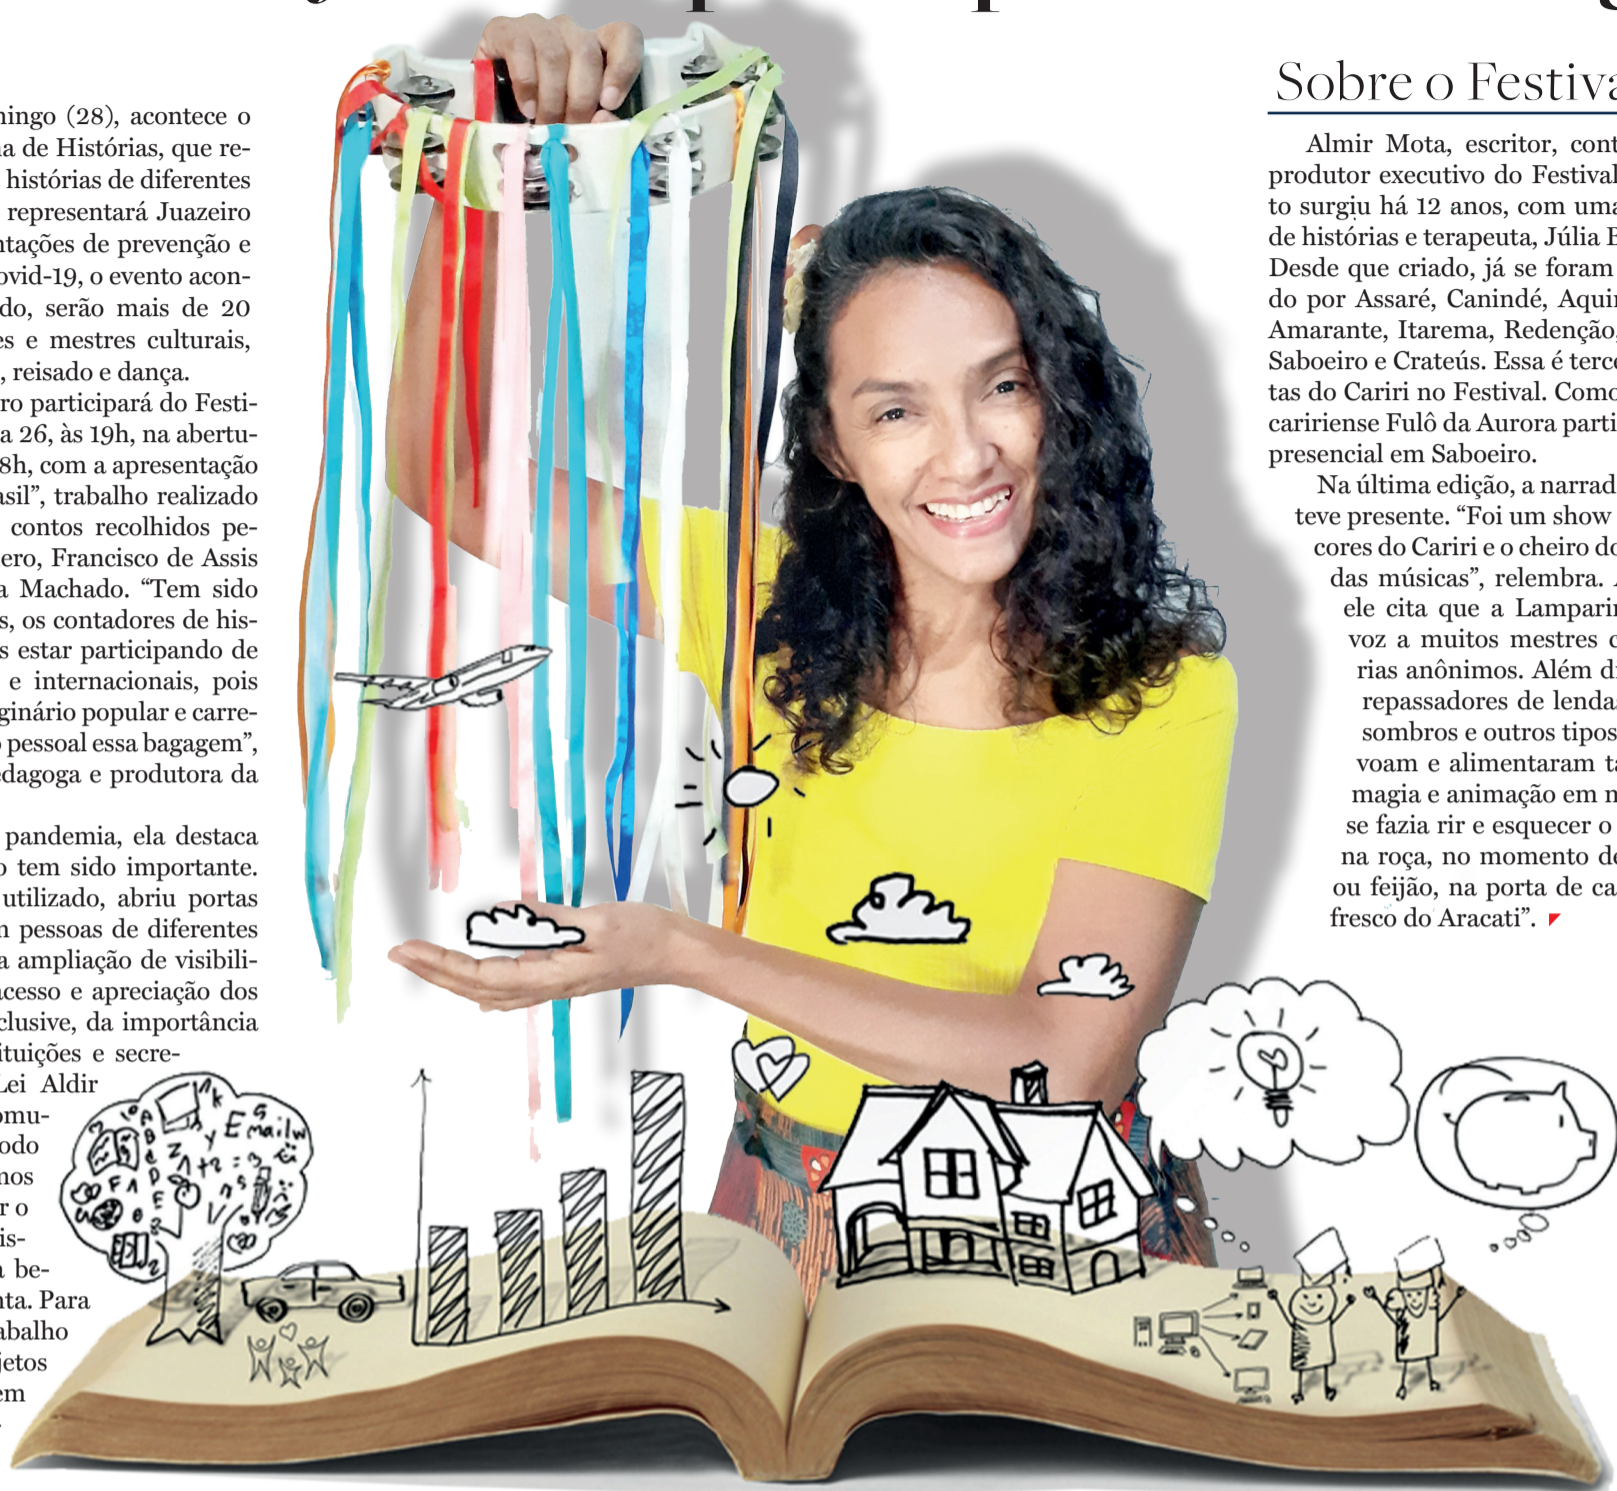 ningo (28), acontece o
na de Histórias, que re-
histórias de diferentes
representará Juazeiro
ntações de prevenção e
ovid-19, o evento acon-
do, serão mais de 20
es e mestres culturais,
, reisado e dança.
ro participará do Festi-
a 26, às 19h, na abertu-
8h, com a apresentação
asil”, trabalho realizado
contos recolhidos pe-
ero, Francisco de Assis
a Machado. “Tem sido
s, os contadores de his-
s estar participando de
e internacionais, pois
ginário popular e carre-
o pessoal essa bagagem”,
edagoga e produtora da
pandemia, ela destaca
o tem sido importante.
utilizado, abriu portas
n pessoas de diferentes
a ampliação de visibili-
acesso e apreciação dos
clusive, da importância
ituições e secre-
Lei Aldir
omu-
odo
nos
r o
is-
a be-
nta. Para
abalho
jetos
em
Sobre o Festiva
Almir Mota, escritor, cont
produtor executivo do Festival
to surgiu há 12 anos, com uma
de histórias e terapeuta, Júlia B
Desde que criado, já se foram
do por Assaré, Canindé, Aquir
Amarante, Itarema, Redenção,
Saboeiro e Crateús. Essa é terce
tas do Cariri no Festival. Como
caririense Fulô da Aurora parti
presencial em Saboeiro.
Na última edição, a narrad
teve presente. “Foi um show
cores do Cariri e o cheiro do
das músicas”, relembra. A
ele cita que a Lamparin
voz a muitos mestres c
rias anônimos. Além di
repassadores de lendas
sombros e outros tipos
voam e alimentaram ta
magia e animação em n
se fazia rir e esquecer o
na roça, no momento de
ou feijão, na porta de ca
fresco do Aracati”.